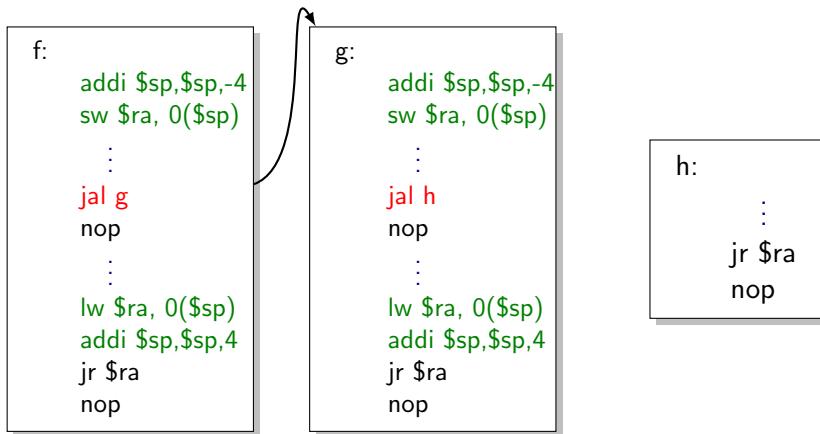 f:
addi $sp,$sp,-4
sw $ra, 0($sp)
⋮
jal g
nop
⋮
lw $ra, 0($sp)
addi $sp,$sp,4
jr $ra
nop
g:
addi $sp,$sp,-4
sw $ra, 0($sp)
⋮
jal h
nop
⋮
lw $ra, 0($sp)
addi $sp,$sp,4
jr $ra
nop
h:
⋮
jr $ra
nop